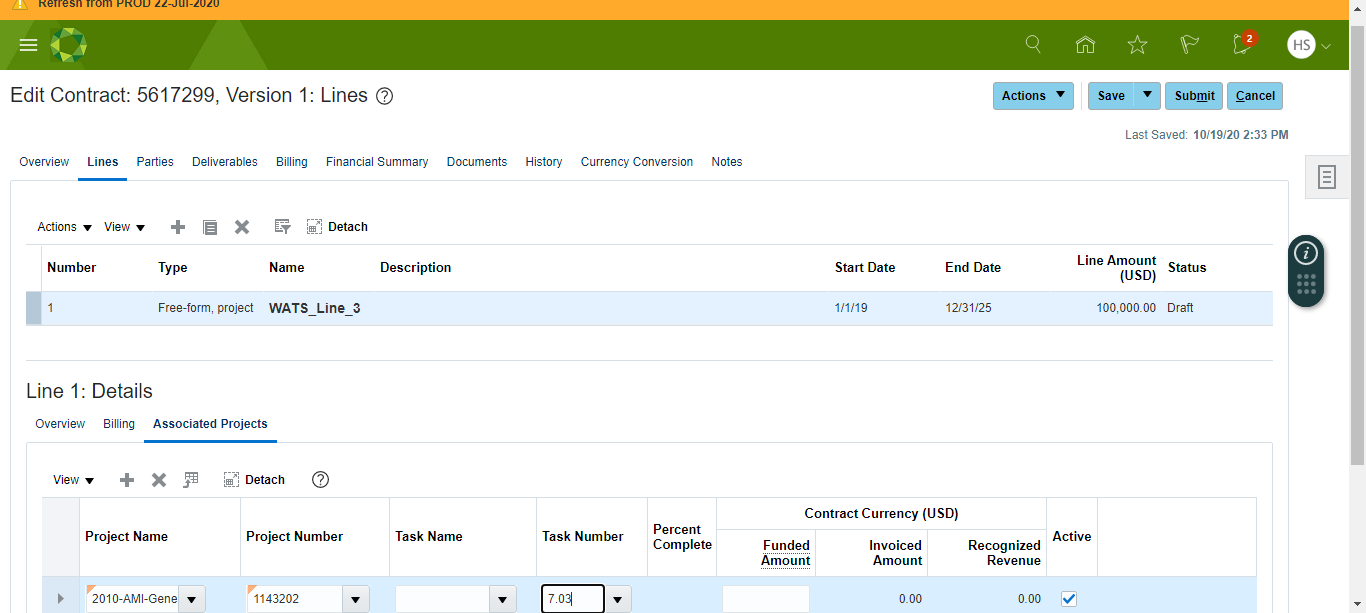 Refresh from PROD 22-Jul-2020
2
HS
Edit Contract: 5617299, Version 1: Lines
Actions Save Submit Cancel
Last Saved: 10/19/20 2:33 PM
Overview Lines Parties Deliverables Billing Financial Summary Documents History Currency Conversion Notes
Actions View Detach
Number Type Name Description Start Date End Date Line Amount (USD) Status
1 Free-form, project WATS_Line_3 1/1/19 12/31/25 100,000.00 Draft
Line 1: Details
Overview Billing Associated Projects
View Detach
Contract Currency (USD)
Project Name Project Number Task Name Task Number Percent Complete Funded Amount Invoiced Amount Recognized Revenue Active
2010-AMI-Gene 1143202 7.03 0.00 0.00